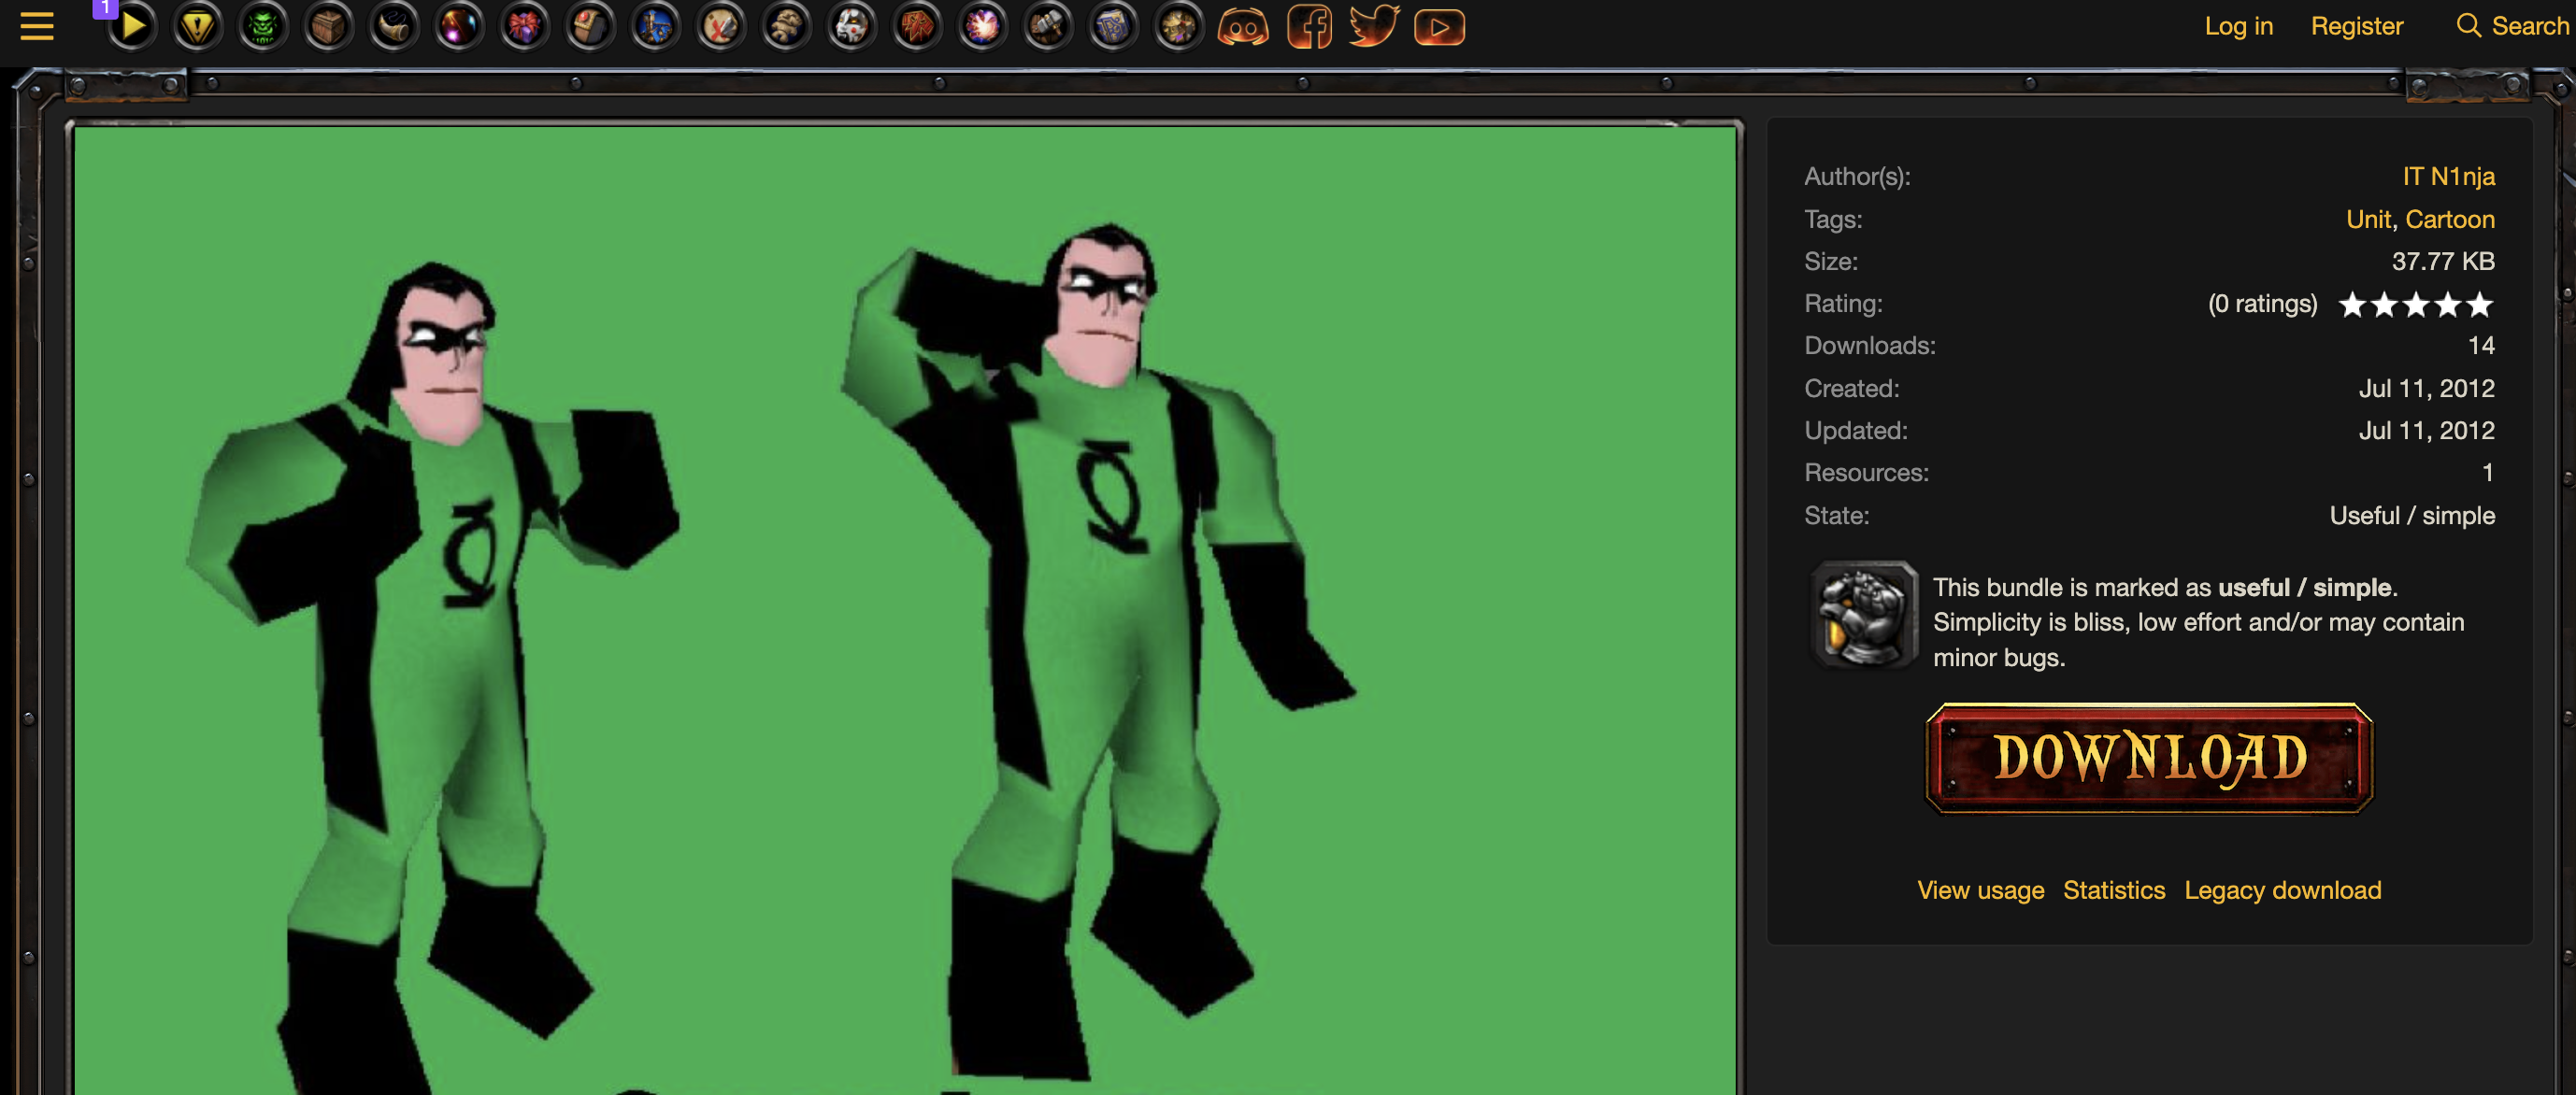 1
Log in Register Search
Author(s): IT N1nja
Tags: Unit, Cartoon
Size: 37.77 KB
Rating: (0 ratings)
Downloads: 14
Created: Jul 11, 2012
Updated: Jul 11, 2012
Resources: 1
State: Useful / simple
This bundle is marked as useful / simple.
Simplicity is bliss, low effort and/or may contain
minor bugs.
DOWNLOAD
View usage Statistics Legacy download